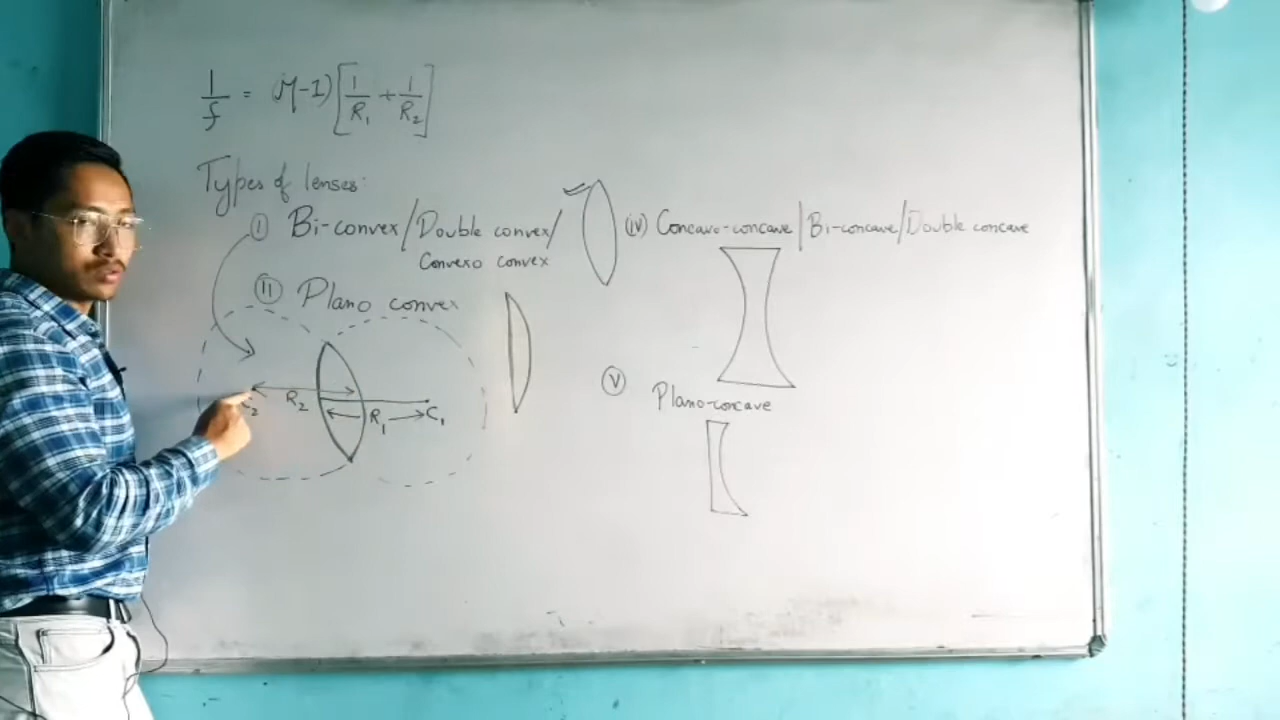 1/f = (μ-1)[1/R₁ + 1/R₂]
Types of lenses:
(i) Bi-convex/Double convex/
Convexo convex
(ii) Plano convex
C₂ R₂ R₁ C₁
(iv) Concavo-concave|Bi-concave/Double concave
(v) Plano-concave